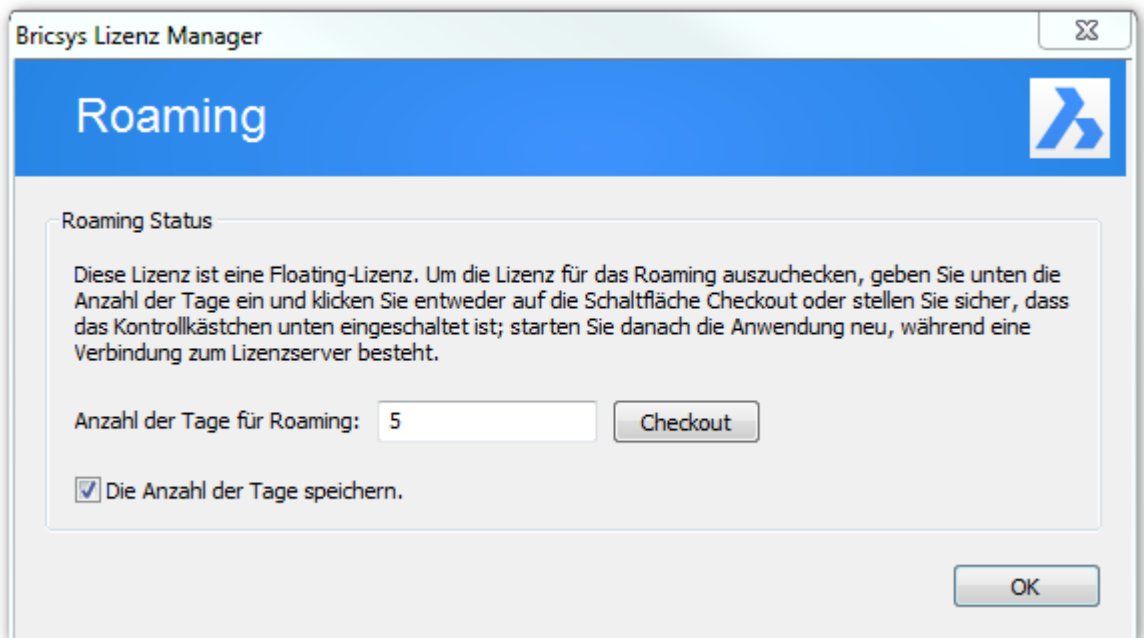 Bricsys Lizenz Manager
Roaming
Roaming Status
Diese Lizenz ist eine Floating-Lizenz. Um die Lizenz für das Roaming auszuchecken, geben Sie unten die
Anzahl der Tage ein und klicken Sie entweder auf die Schaltfläche Checkout oder stellen Sie sicher, dass
das Kontrollkästchen unten eingeschaltet ist; starten Sie danach die Anwendung neu, während eine
Verbindung zum Lizenzserver besteht.
Anzahl der Tage für Roaming: 5 Checkout
Die Anzahl der Tage speichern.
OK